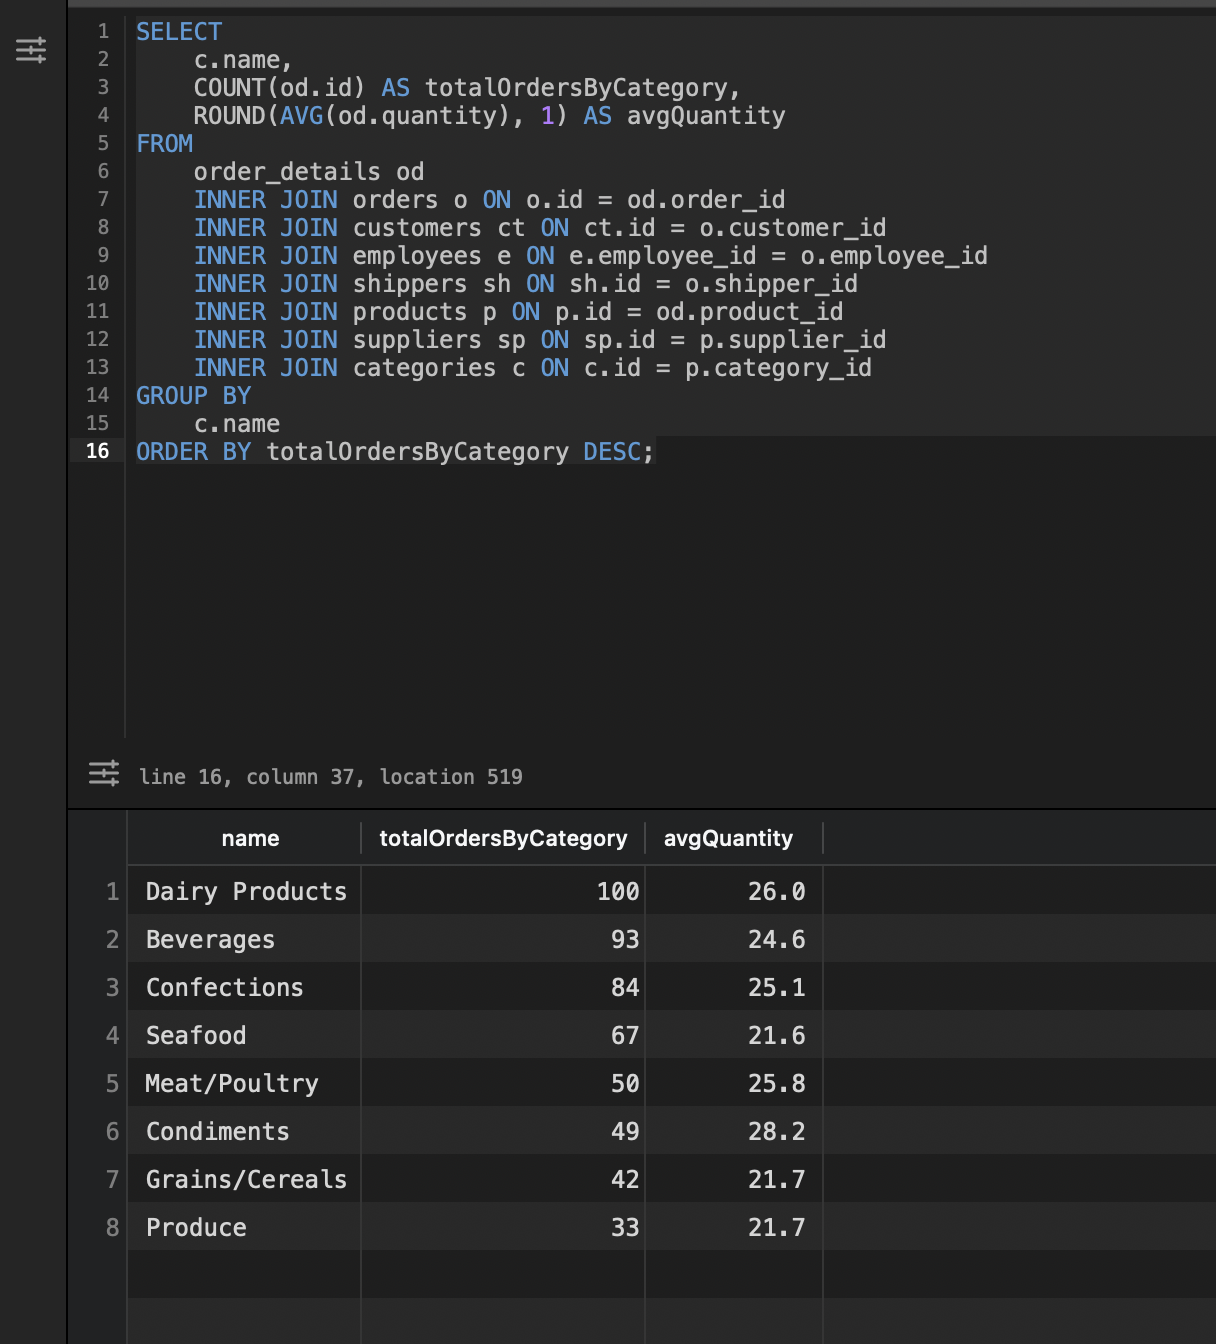 1 SELECT
2     c.name,
3     COUNT(od.id) AS totalOrdersByCategory,
4     ROUND(AVG(od.quantity), 1) AS avgQuantity
5 FROM
6     order_details od
7     INNER JOIN orders o ON o.id = od.order_id
8     INNER JOIN customers ct ON ct.id = o.customer_id
9     INNER JOIN employees e ON e.employee_id = o.employee_id
10     INNER JOIN shippers sh ON sh.id = o.shipper_id
11     INNER JOIN products p ON p.id = od.product_id
12     INNER JOIN suppliers sp ON sp.id = p.supplier_id
13     INNER JOIN categories c ON c.id = p.category_id
14 GROUP BY
15     c.name
16 ORDER BY totalOrdersByCategory DESC;
line 16, column 37, location 519
name totalOrdersByCategory avgQuantity
1 Dairy Products 100 26.0
2 Beverages 93 24.6
3 Confections 84 25.1
4 Seafood 67 21.6
5 Meat/Poultry 50 25.8
6 Condiments 49 28.2
7 Grains/Cereals 42 21.7
8 Produce 33 21.7